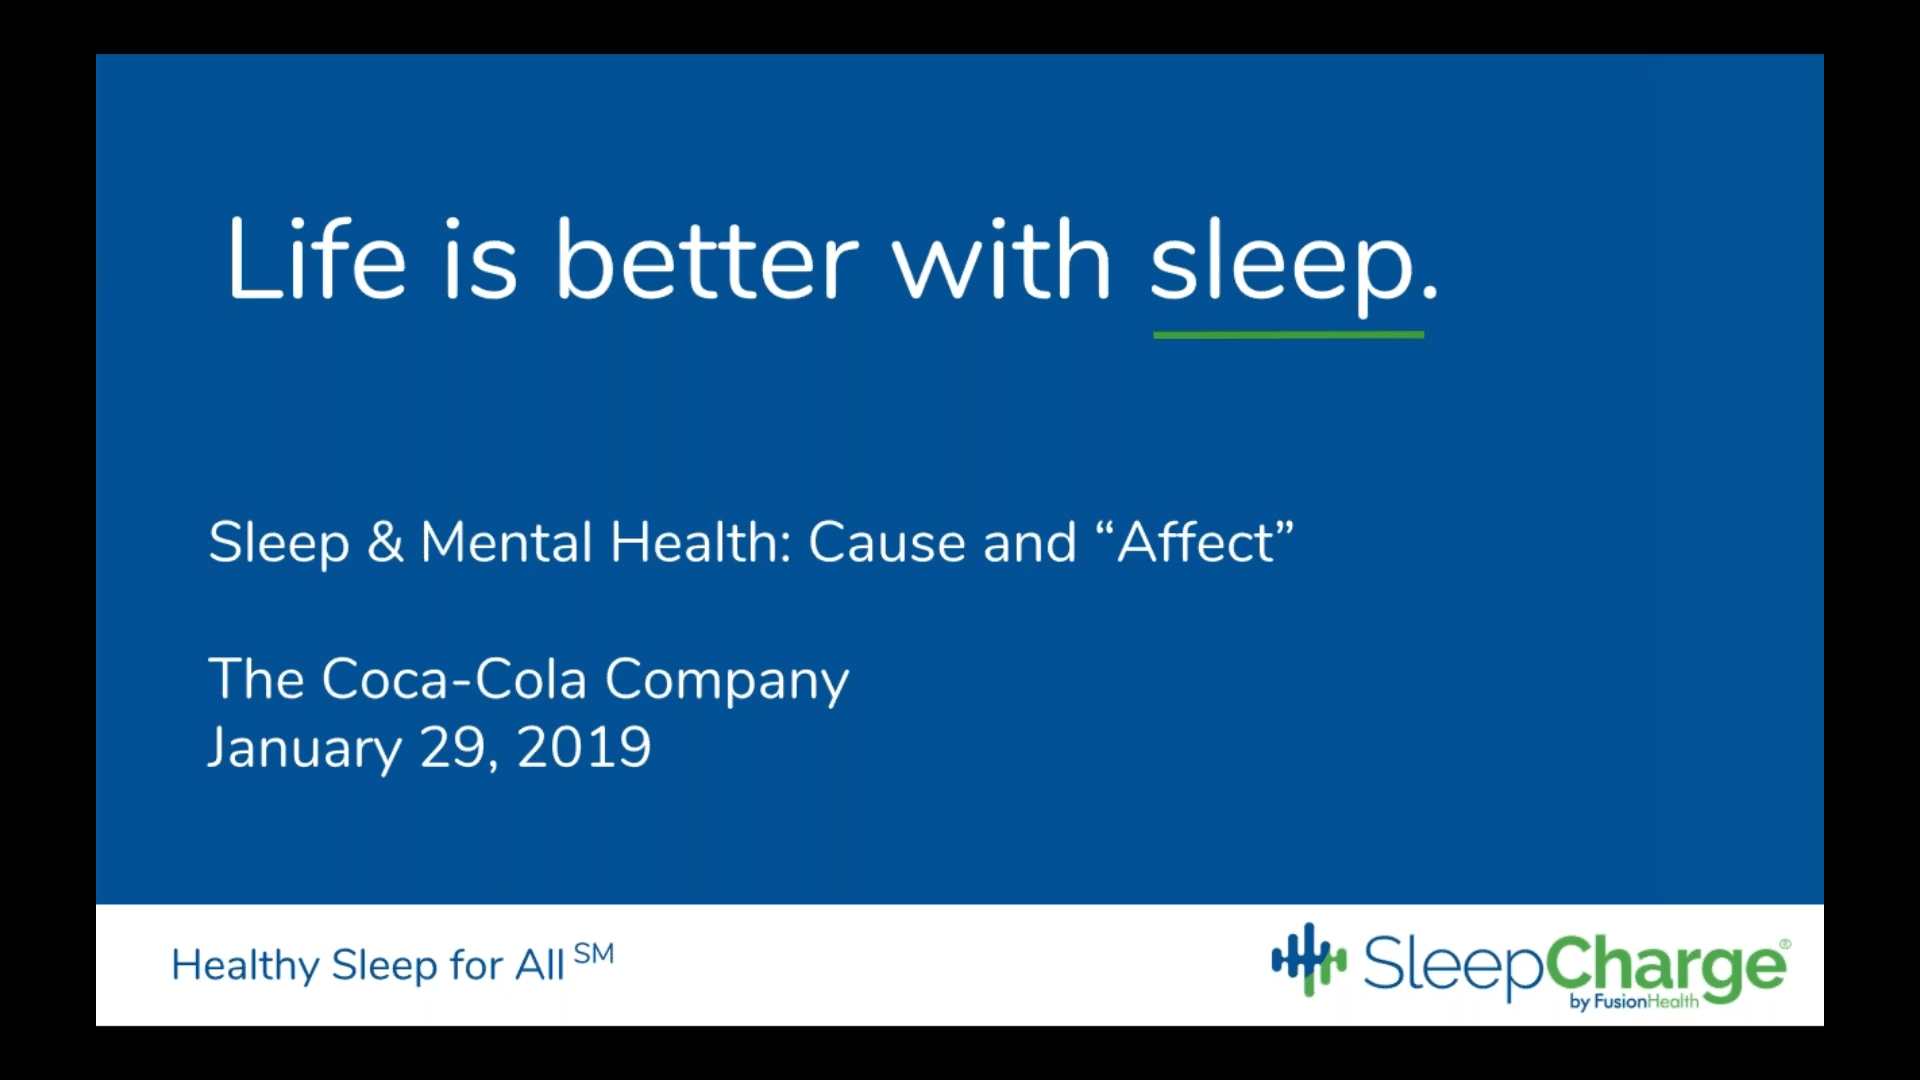 Life is better with sleep.
Sleep & Mental Health: Cause and “Affect”
The Coca-Cola Company
January 29, 2019
Healthy Sleep for All SM
SleepCharge®
by FusionHealth